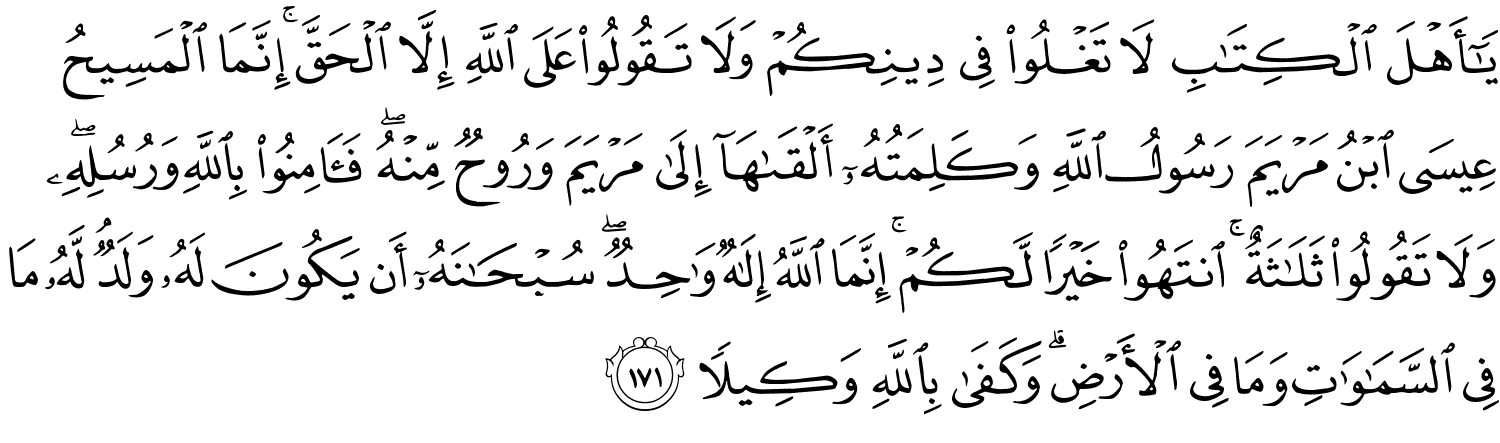 يَـٰٓأَهۡلَ ٱلۡكِتَـٰبِ لَا تَغۡلُواْ فِي دِينِكُمۡ وَلَا تَقُولُواْ عَلَى ٱللَّهِ إِلَّا ٱلۡحَقَّۚ إِنَّمَا ٱلۡمَسِيحُ
عِيسَى ٱبۡنُ مَرۡيَمَ رَسُولُ ٱللَّهِ وَكَلِمَتُهُۥٓ أَلۡقَىٰهَآ إِلَىٰ مَرۡيَمَ وَرُوحٞ مِّنۡهُۖ فَـَٔامِنُواْ بِٱللَّهِ وَرُسُلِهِۦۖ
وَلَا تَقُولُواْ ثَلَـٰثَةٌۚ ٱنتَهُواْ خَيۡرٗا لَّكُمۡۚ إِنَّمَا ٱللَّهُ إِلَـٰهٞ وَٰحِدٞۖ سُبۡحَـٰنَهُۥٓ أَن يَكُونَ لَهُۥ وَلَدٞۘ لَّهُۥ مَا
فِي ٱلسَّمَـٰوَٰتِ وَمَا فِي ٱلۡأَرۡضِۗ وَكَفَىٰ بِٱللَّهِ وَكِيلٗا ١٧١